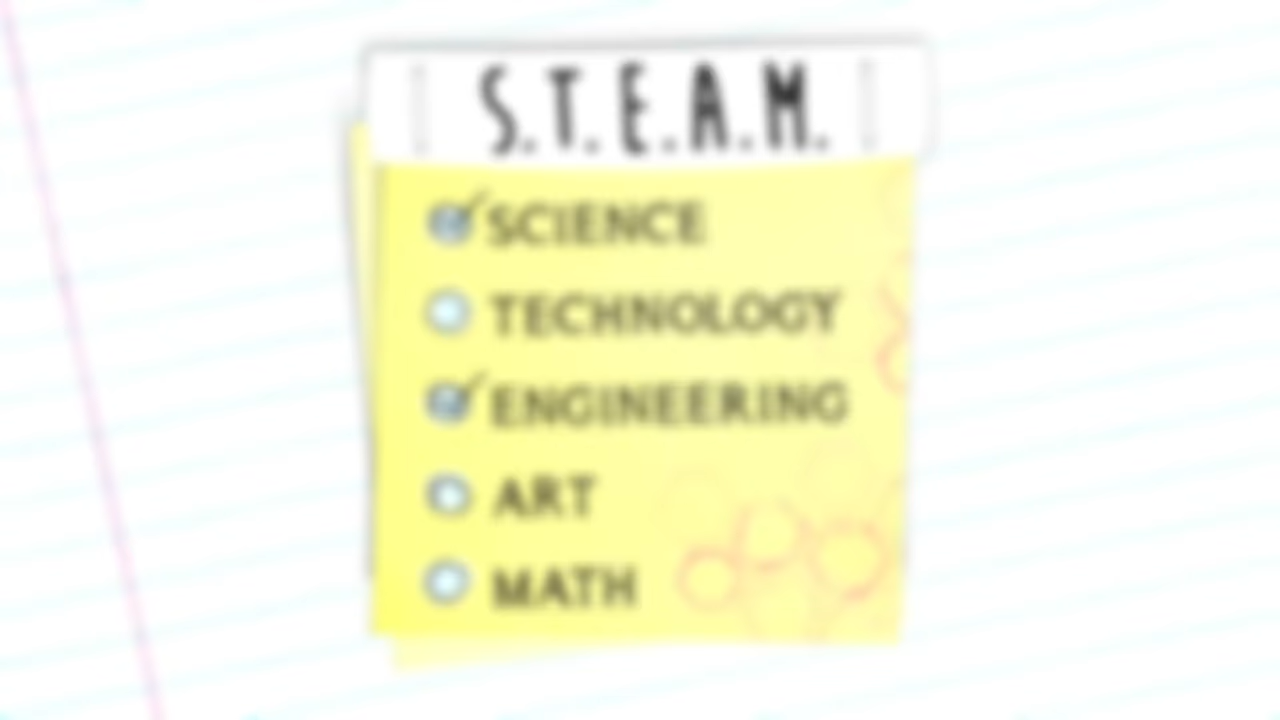 S.T.E.A.M.
SCIENCE
TECHNOLOGY
ENGINEERING
ART
MATH